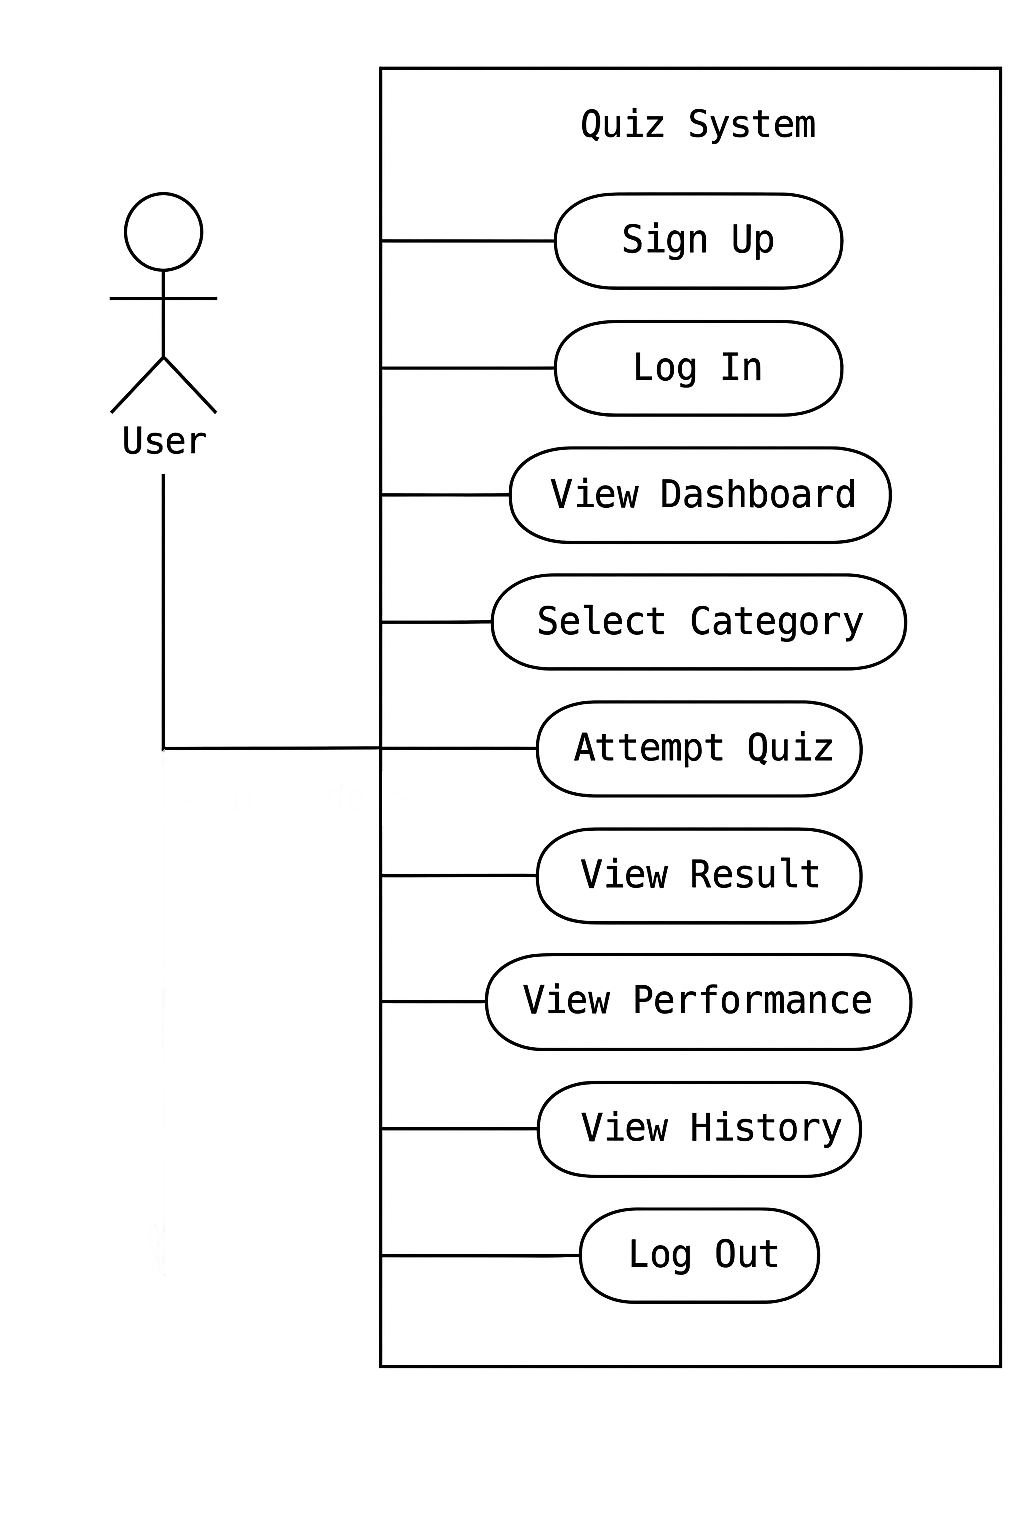 Quiz System
Sign Up
Log In
User
View Dashboard
Select Category
Attempt Quiz
View Result
View Performance
View History
Log Out